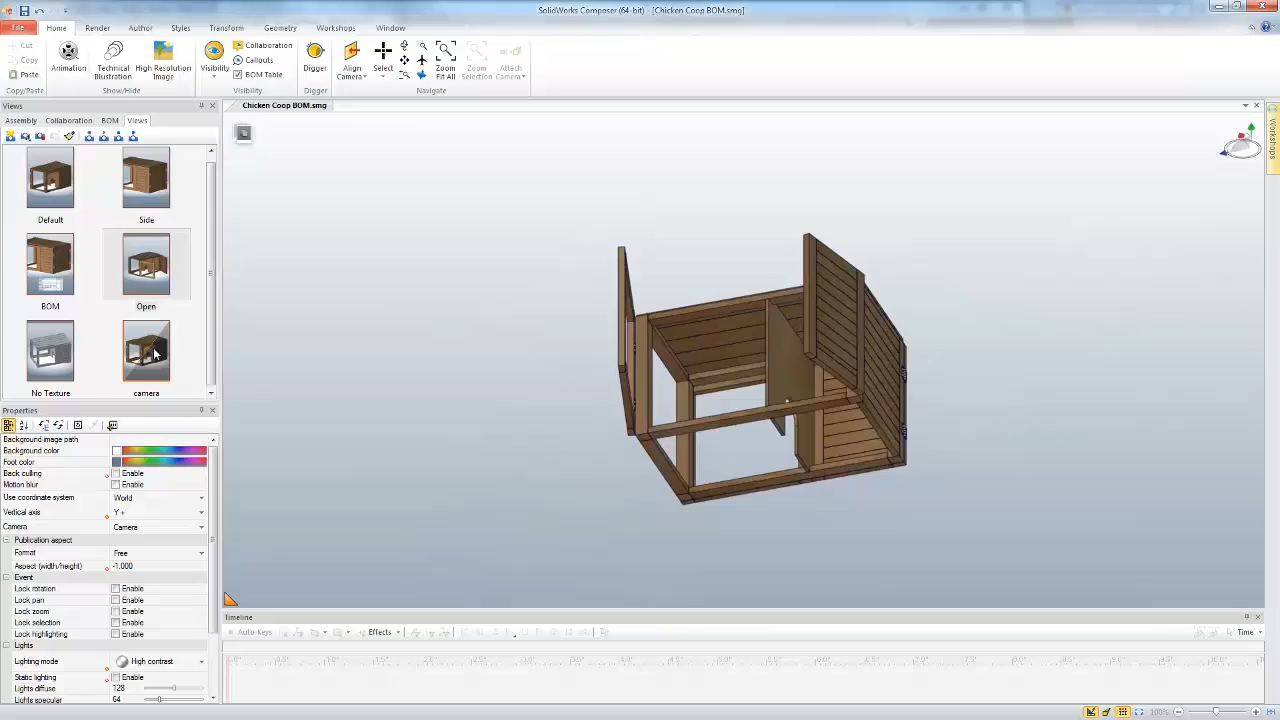 SolidWorks Composer (64-bit) - [Chicken Coop BOM.smg]
File Home Render Author Styles Transform Geometry Workshops Window
Cut
Copy
Paste
Animation
Technical Illustration
High Resolution Image
Visibility
Collaboration
Callouts
BOM Table
Digger
Align Camera
Select
Zoom Fit All
Zoom Selection
Attach Camera
Copy/Paste Show/Hide Visibility Digger Navigate
Views
Chicken Coop BOM.smg
Assembly Collaboration BOM Views
Workshops
Default Side
BOM Open
No Texture camera
Properties
Background image path
Background color
Foot color
Back culling Enable
Motion blur Enable
Use coordinate system World
Vertical axis Y +
Camera Camera
Publication aspect
Format Free
Aspect (width/height) -1.000
Event
Lock rotation Enable
Lock pan Enable
Lock zoom Enable
Lock selection Enable
Lock highlighting Enable
Lights
Lighting mode High contrast
Static lighting Enable
Lights diffuse 128
Lights specular 64
Timeline
Auto-Keys Effects Time
100%